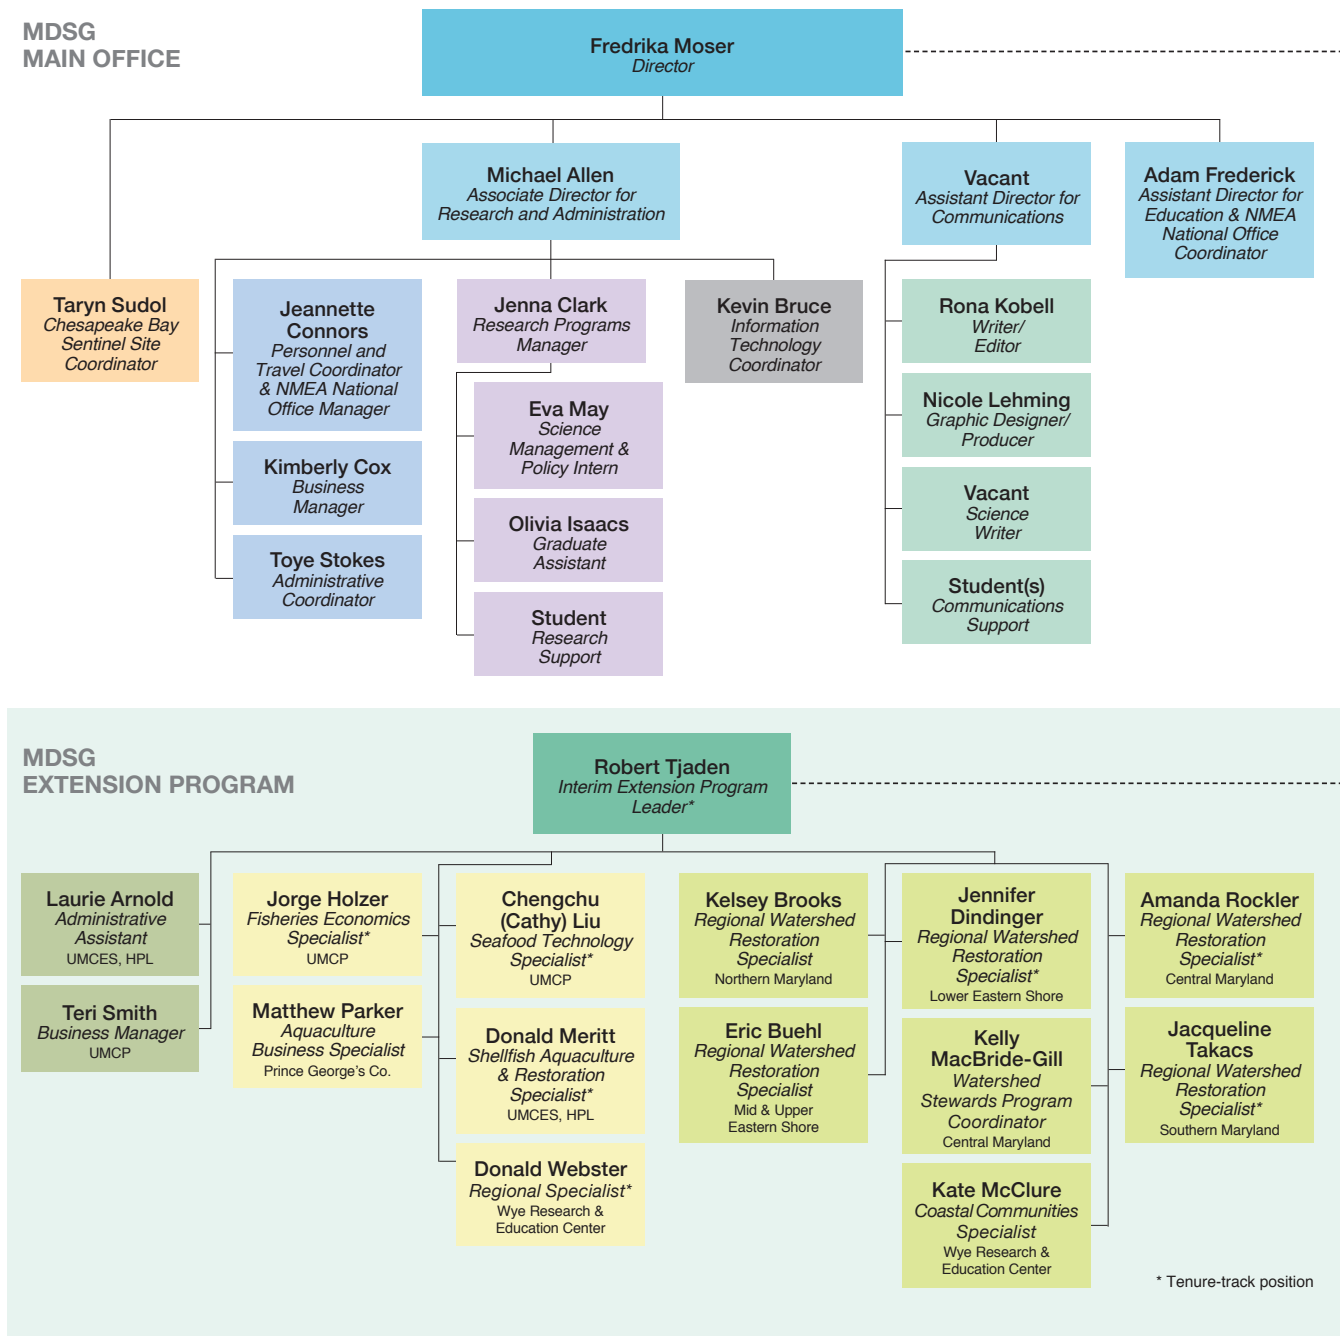 MDSG
MAIN OFFICE
Fredrika Moser
Director
Michael Allen
Associate Director for
Research and Administration
Vacant
Assistant Director for
Communications
Adam Frederick
Assistant Director for
Education & NMEA
National Office
Coordinator
Taryn Sudol
Chesapeake Bay
Sentinel Site
Coordinator
Jeannette
Connors
Personnel and
Travel Coordinator
& NMEA National
Office Manager
Kimberly Cox
Business
Manager
Toye Stokes
Administrative
Coordinator
Jenna Clark
Research Programs
Manager
Eva May
Science
Management &
Policy Intern
Olivia Isaacs
Graduate
Assistant
Student
Research
Support
Kevin Bruce
Information
Technology
Coordinator
Rona Kobell
Writer/
Editor
Nicole Lehming
Graphic Designer/
Producer
Vacant
Science
Writer
Student(s)
Communications
Support
MDSG
EXTENSION PROGRAM
Robert Tjaden
Interim Extension Program
Leader*
Laurie Arnold
Administrative
Assistant
UMCES, HPL
Teri Smith
Business Manager
UMCP
Jorge Holzer
Fisheries Economics
Specialist*
UMCP
Matthew Parker
Aquaculture
Business Specialist
Prince George's Co.
Chengchu
(Cathy) Liu
Seafood Technology
Specialist*
UMCP
Donald Meritt
Shellfish Aquaculture
& Restoration
Specialist*
UMCES, HPL
Donald Webster
Regional Specialist*
Wye Research &
Education Center
Kelsey Brooks
Regional Watershed
Restoration
Specialist
Northern Maryland
Eric Buehl
Regional Watershed
Restoration
Specialist
Mid & Upper
Eastern Shore
Jennifer
Dindinger
Regional Watershed
Restoration
Specialist*
Lower Eastern Shore
Kelly
MacBride-Gill
Watershed
Stewards Program
Coordinator
Central Maryland
Kate McClure
Coastal Communities
Specialist
Wye Research &
Education Center
Amanda Rockler
Regional Watershed
Restoration
Specialist*
Central Maryland
Jacqueline
Takacs
Regional Watershed
Restoration
Specialist*
Southern Maryland
* Tenure-track position